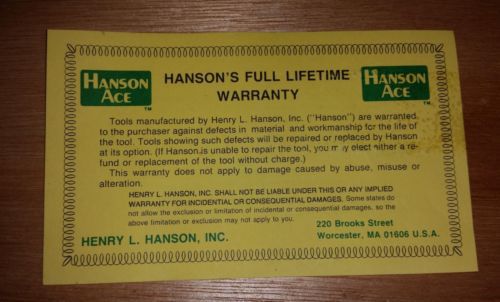 HANSON ACE ™
HANSON'S FULL LIFETIME
WARRANTY
HANSON ACE ™
Tools manufactured by Henry L. Hanson, Inc. ("Hanson") are warranted
to the purchaser against defects in material and workmanship for the life of
the tool. Tools showing such defects will be repaired or replaced by Hanson
at its option. (If Hanson is unable to repair the tool, you may elect either a re-
fund or replacement of the tool without charge.)
This warranty does not apply to damage caused by abuse, misuse or
alteration.
HENRY L. HANSON, INC. SHALL NOT BE LIABLE UNDER THIS OR ANY IMPLIED
WARRANTY FOR INCIDENTAL OR CONSEQUENTIAL DAMAGES. Some states do
not allow the exclusion or limitation of incidental or consequential damages, so the
above limitation or exclusion may not apply to you.
HENRY L. HANSON, INC.
220 Brooks Street
Worcester, MA 01606 U.S.A.